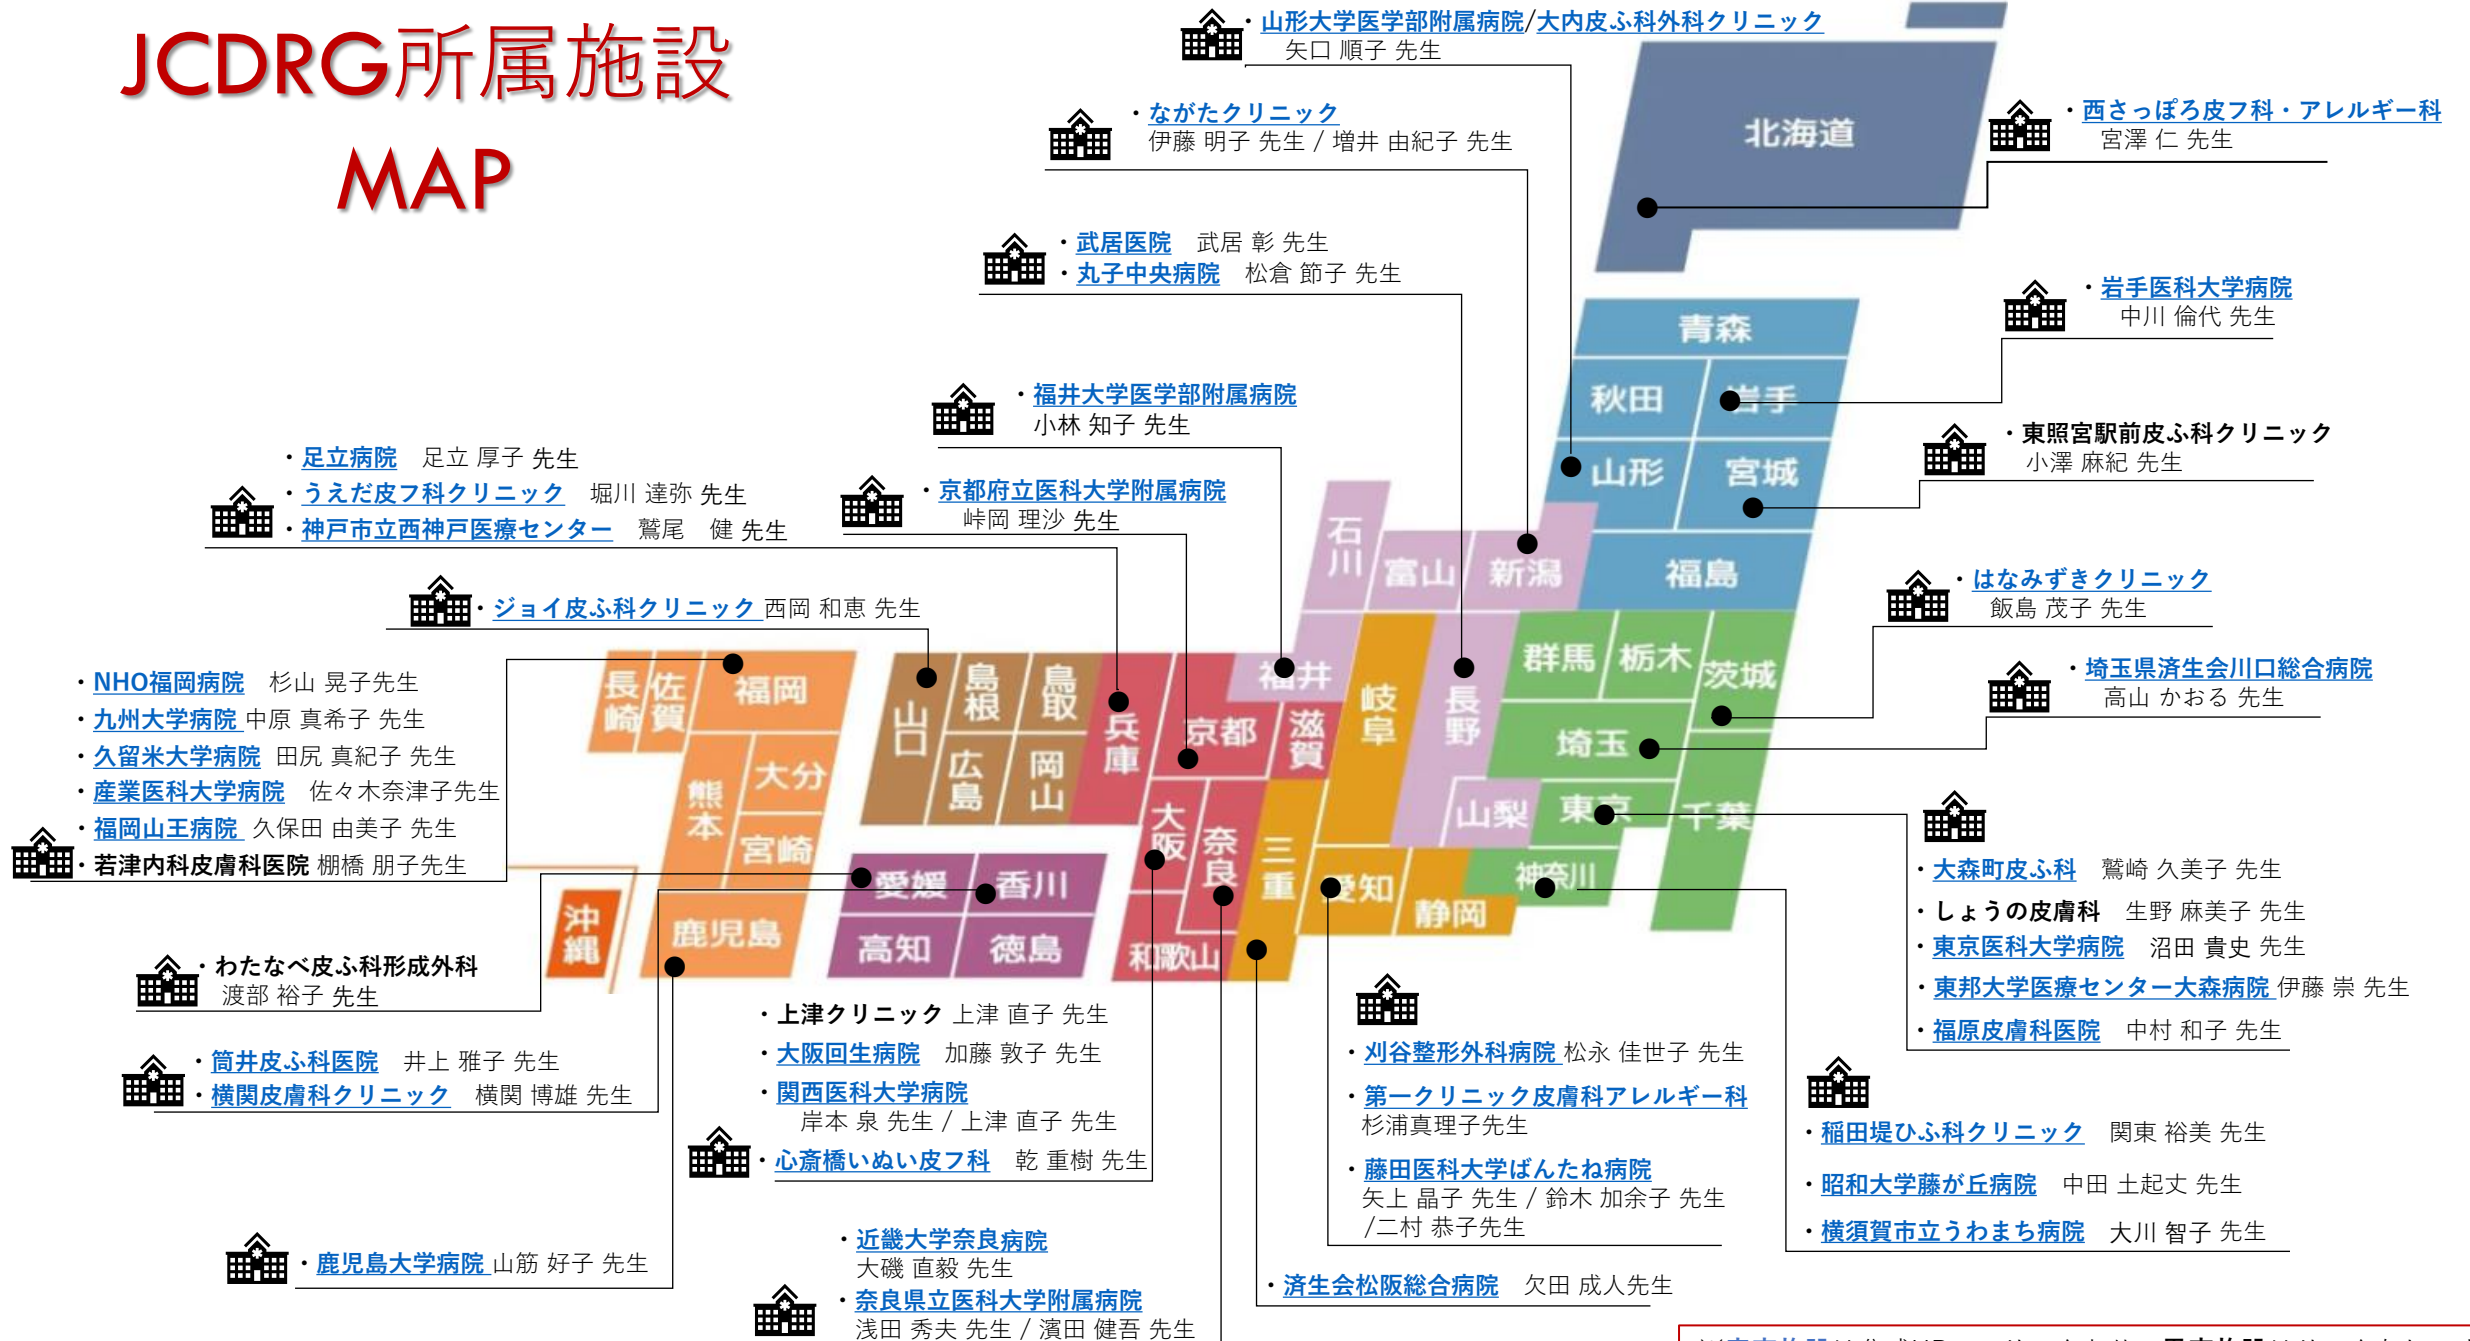 JCDRG所属施設
MAP
・山形大学医学部附属病院/大内皮ふ科外科クリニック
矢口 順子 先生
・ながたクリニック
伊藤 明子 先生 / 増井 由紀子 先生
・西さっぽろ皮フ科・アレルギー科
宮澤 仁 先生
・武居医院 武居 彰 先生
・丸子中央病院 松倉 節子 先生
・岩手医科大学病院
中川 倫代 先生
・福井大学医学部附属病院
小林 知子 先生
・東照宮駅前皮ふ科クリニック
小澤 麻紀 先生
・足立病院 足立 厚子 先生
・うえだ皮フ科クリニック 堀川 達弥 先生
・神戸市立西神戸医療センター 鷲尾 健 先生
・京都府立医科大学附属病院
峠岡 理沙 先生
・ジョイ皮ふ科クリニック 西岡 和恵 先生
・はなみずきクリニック
飯島 茂子 先生
・埼玉県済生会川口総合病院
高山 かおる 先生
・NHO福岡病院 杉山 晃子先生
・九州大学病院 中原 真希子 先生
・久留米大学病院 田尻 真紀子 先生
・産業医科大学病院 佐々木奈津子先生
・福岡山王病院 久保田 由美子 先生
・若津内科皮膚科医院 棚橋 朋子先生
・わたなべ皮ふ科形成外科
渡部 裕子 先生
・筒井皮ふ科医院 井上 雅子 先生
・横関皮膚科クリニック 横関 博雄 先生
・鹿児島大学病院 山筋 好子 先生
・上津クリニック 上津 直子 先生
・大阪回生病院 加藤 敦子 先生
・関西医科大学病院
岸本 泉 先生 / 上津 直子 先生
・心斎橋いぬい皮フ科 乾 重樹 先生
・近畿大学奈良病院
大磯 直毅 先生
・奈良県立医科大学附属病院
浅田 秀夫 先生 / 濱田 健吾 先生
・刈谷整形外科病院 松永 佳世子 先生
・第一クリニック皮膚科アレルギー科
杉浦真理子先生
・藤田医科大学ばんたね病院
矢上 晶子 先生 / 鈴木 加余子 先生
/二村 恭子先生
・済生会松阪総合病院 欠田 成人先生
・大森町皮ふ科 鷲崎 久美子 先生
・しょうの皮膚科 生野 麻美子 先生
・東京医科大学病院 沼田 貴史 先生
・東邦大学医療センター大森病院 伊藤 崇 先生
・福原皮膚科医院 中村 和子 先生
・稲田堤ひふ科クリニック 関東 裕美 先生
・昭和大学藤が丘病院 中田 土起丈 先生
・横須賀市立うわまち病院 大川 智子 先生
北海道
青森
秋田
岩手
山形
宮城
福島
石川
富山
新潟
福井
岐阜
長野
山梨
群馬
栃木
茨城
埼玉
東京
千葉
神奈川
静岡
愛知
三重
滋賀
京都
兵庫
大阪
奈良
和歌山
鳥取
島根
岡山
広島
山口
香川
愛媛
徳島
高知
福岡
佐賀
長崎
大分
熊本
宮崎
鹿児島
沖縄